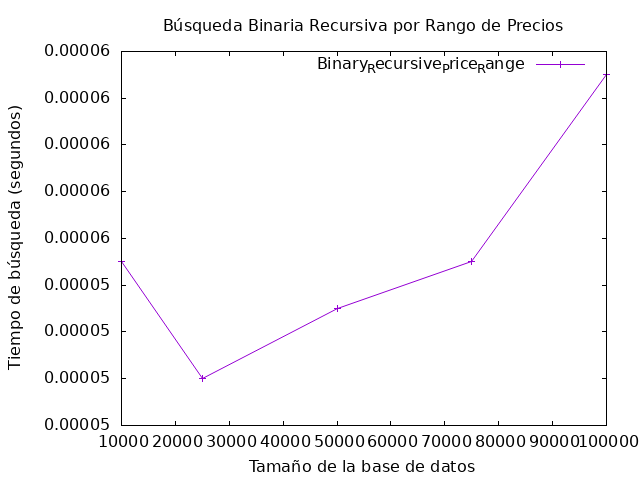 Búsqueda Binaria Recursiva por Rango de Precios
Binary_Recursive_Price_Range
Tiempo de búsqueda (segundos)
0.00006
0.00006
0.00006
0.00006
0.00006
0.00005
0.00005
0.00005
0.00005
10000 20000 30000 40000 50000 60000 70000 80000 90000 100000
Tamaño de la base de datos